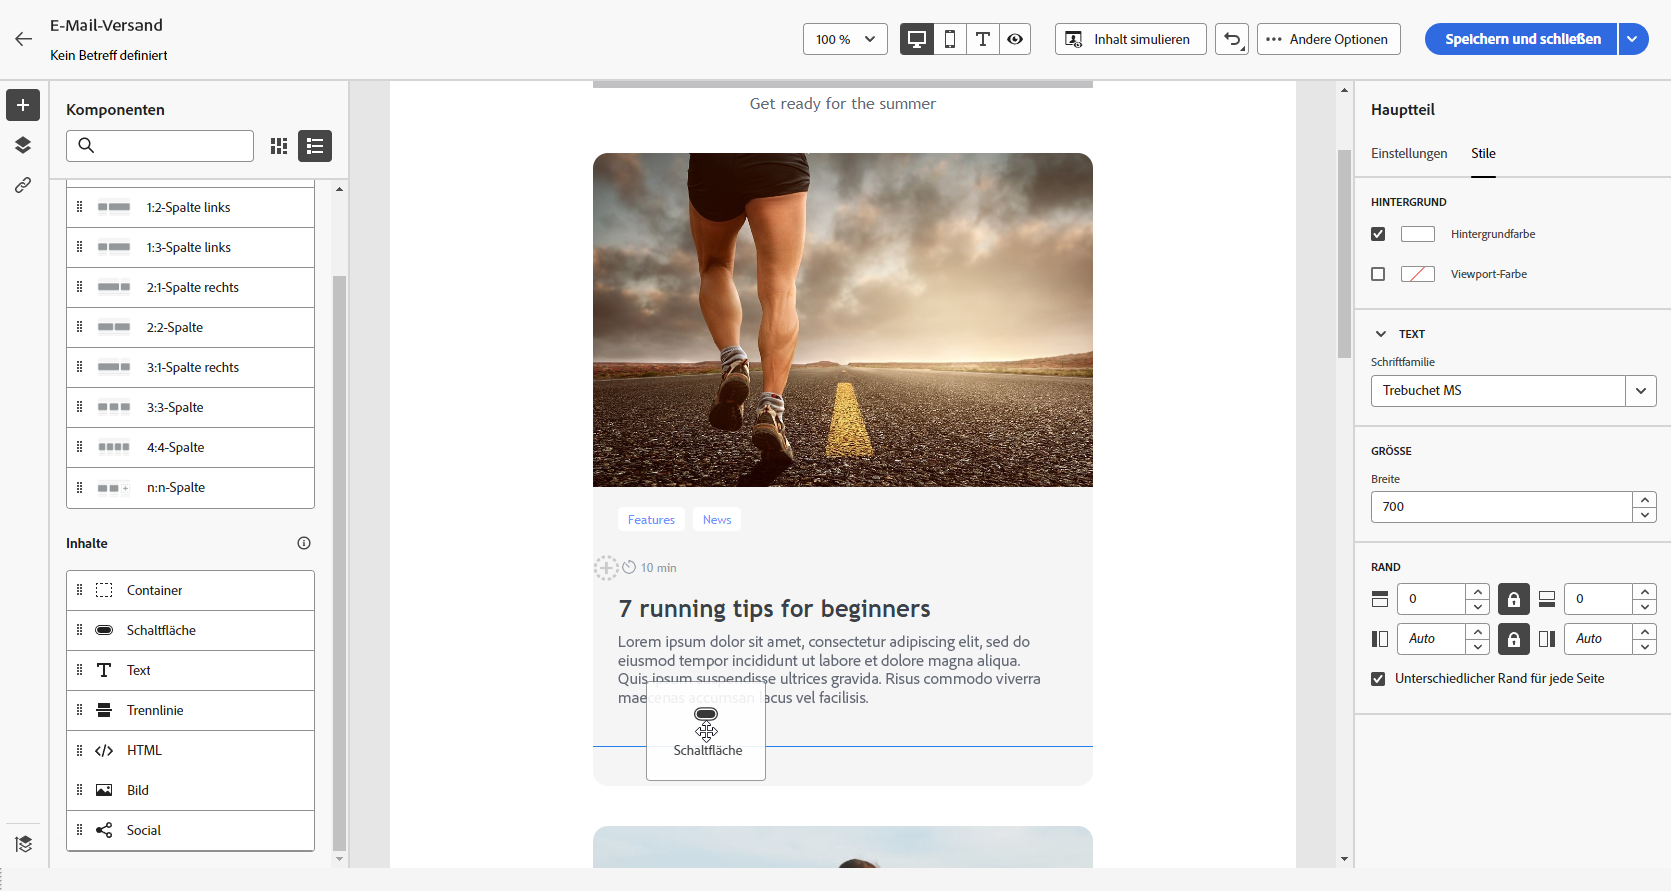 E-Mail-Versand
Kein Betreff definiert
100 %
Inhalt simulieren
Andere Optionen
Speichern und schließen
Komponenten
1:2-Spalte links
1:3-Spalte links
2:1-Spalte rechts
2:2-Spalte
3:1-Spalte rechts
3:3-Spalte
4:4-Spalte
n:n-Spalte
Inhalte
Container
Schaltfläche
Text
Trennlinie
HTML
Bild
Social
Get ready for the summer
Features
News
10 min
7 running tips for beginners
Lorem ipsum dolor sit amet, consectetur adipiscing elit, sed do
eiusmod tempor incididunt ut labore et dolore magna aliqua.
Quis ipsum suspendisse ultrices gravida. Risus commodo viverra
maecenas accumsan lacus vel facilisis.
Schaltfläche
Hauptteil
Einstellungen
Stile
HINTERGRUND
Hintergrundfarbe
Viewport-Farbe
TEXT
Schriftfamilie
Trebuchet MS
GRÖSSE
Breite
700
RAND
0
0
Auto
Auto
Unterschiedlicher Rand für jede Seite